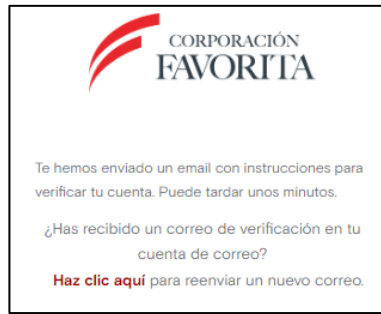 CORPORACIÓN
FAVORITA
Te hemos enviado un email con instrucciones para
verificar tu cuenta. Puede tardar unos minutos.
¿Has recibido un correo de verificación en tu
cuenta de correo?
Haz clic aquí para reenviar un nuevo correo.